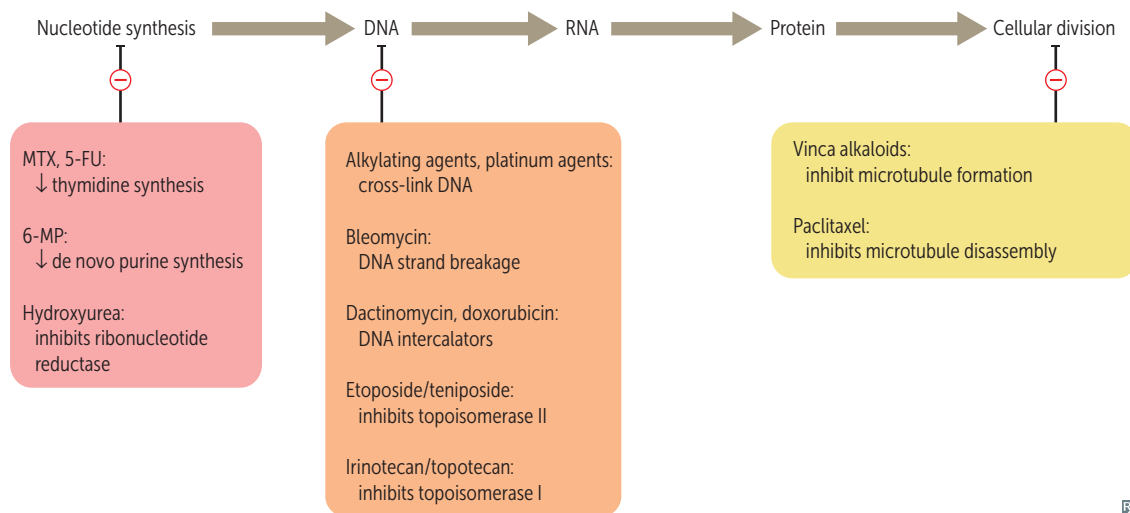 Nucleotide synthesis DNA RNA Protein Cellular division
MTX, 5-FU:
↓ thymidine synthesis
6-MP:
↓ de novo purine synthesis
Hydroxyurea:
inhibits ribonucleotide
reductase
Alkylating agents, platinum agents:
cross-link DNA
Bleomycin:
DNA strand breakage
Dactinomycin, doxorubicin:
DNA intercalators
Etoposide/teniposide:
inhibits topoisomerase II
Irinotecan/topotecan:
inhibits topoisomerase I
Vinca alkaloids:
inhibit microtubule formation
Paclitaxel:
inhibits microtubule disassembly